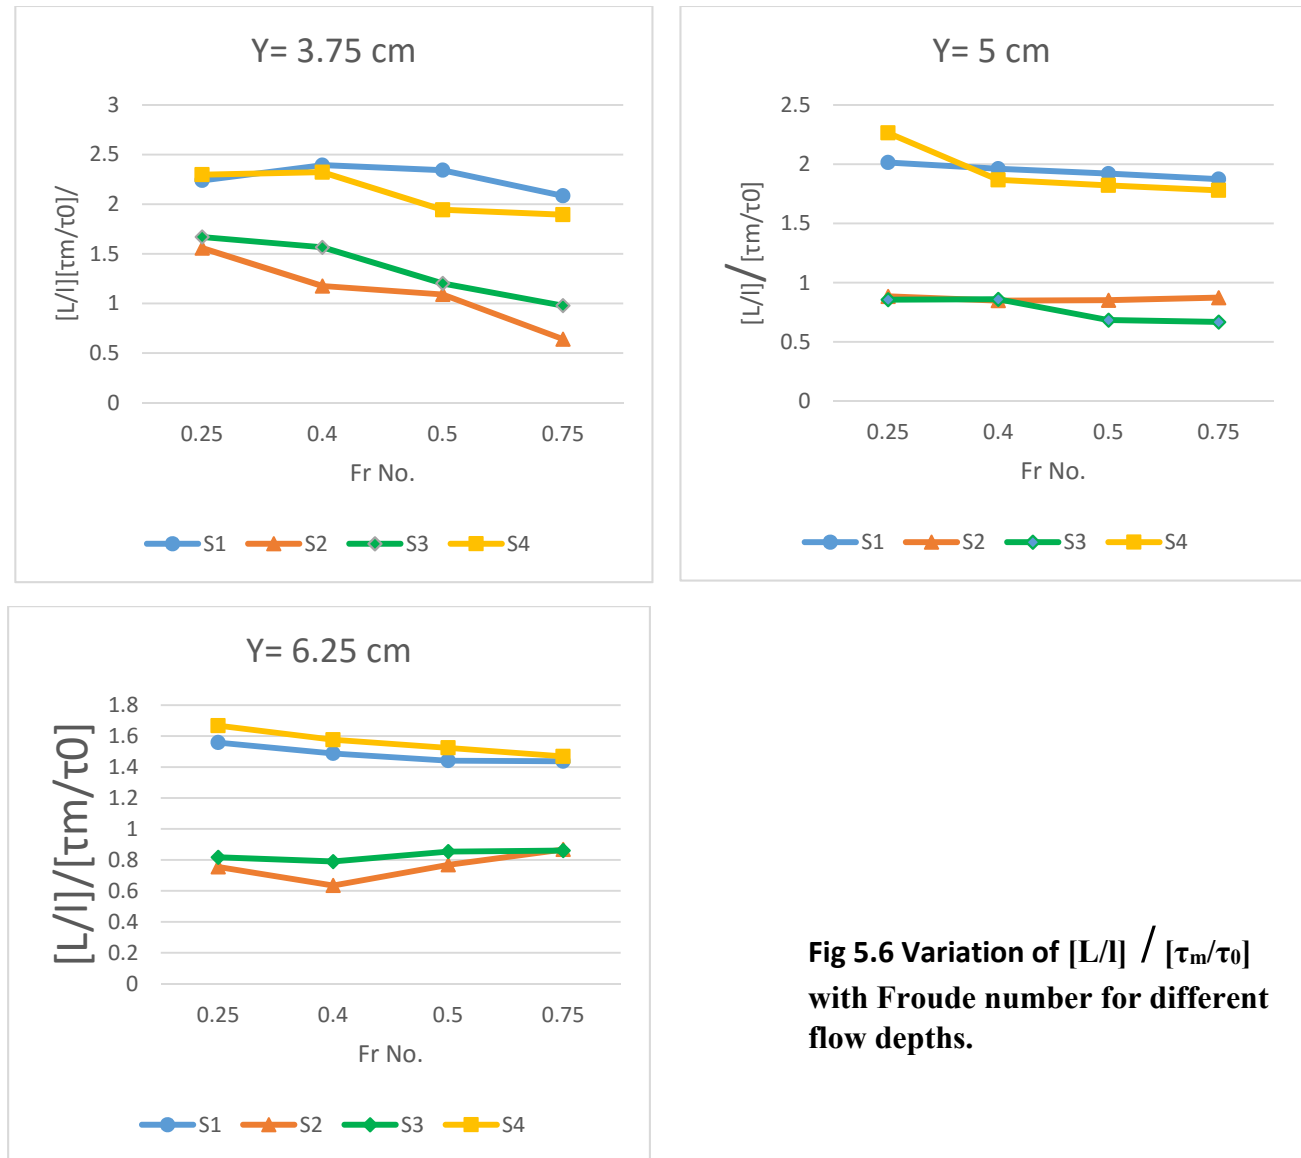 Y= 3.75 cm
[L/l][τm/τ0]/
3
2.5
2
1.5
1
0.5
0
0.25 0.4 0.5 0.75
Fr No.
S1 S2 S3 S4
Y= 5 cm
[L/l]/[τm/τ0]
2.5
2
1.5
1
0.5
0
0.25 0.4 0.5 0.75
Fr No.
S1 S2 S3 S4
Y= 6.25 cm
[L/l]/[τm/τ0]
1.8
1.6
1.4
1.2
1
0.8
0.6
0.4
0.2
0
0.25 0.4 0.5 0.75
Fr No.
S1 S2 S3 S4
Fig 5.6 Variation of [L/l] / [τₘ/τ₀]
with Froude number for different
flow depths.